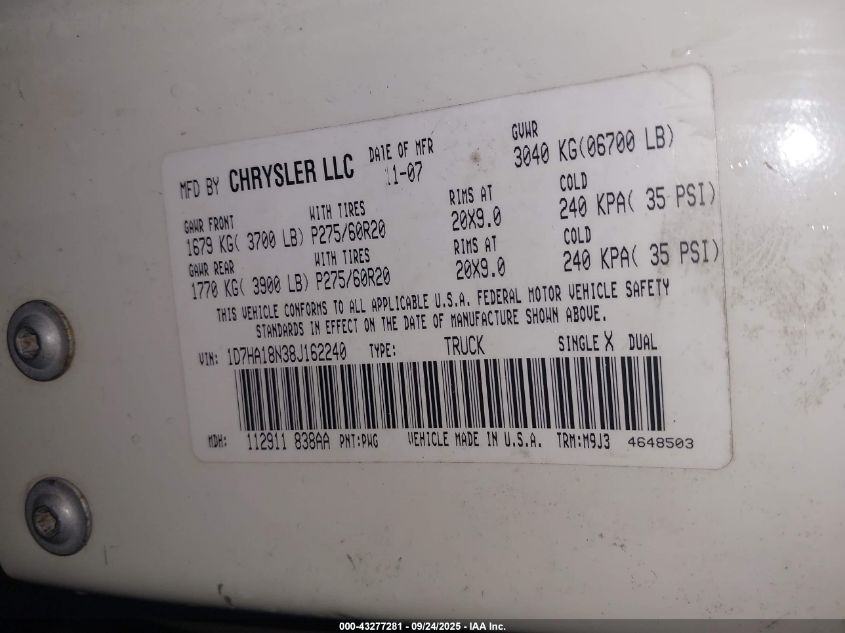 MFD BY CHRYSLER LLC DATE OF MFR 11-07 GVWR 3040 KG(06700 LB)
GAWR FRONT WITH TIRES RIMS AT COLD
1679 KG( 3700 LB) P275/60R20 20X9.0 240 KPA( 35 PSI)
GAWR REAR WITH TIRES RIMS AT COLD
1770 KG( 3900 LB) P275/60R20 20X9.0 240 KPA( 35 PSI)
THIS VEHICLE CONFORMS TO ALL APPLICABLE U.S.A. FEDERAL MOTOR VEHICLE SAFETY
STANDARDS IN EFFECT ON THE DATE OF MANUFACTURE SHOWN ABOVE.
VIN: 1D7HA18N38J162240 TYPE: TRUCK SINGLE X DUAL
MDH: 112911 838AA PNT:PWG VEHICLE MADE IN U.S.A. TRM:M9J3 4648503
000-43277281 - 09/24/2025 - IAA Inc.